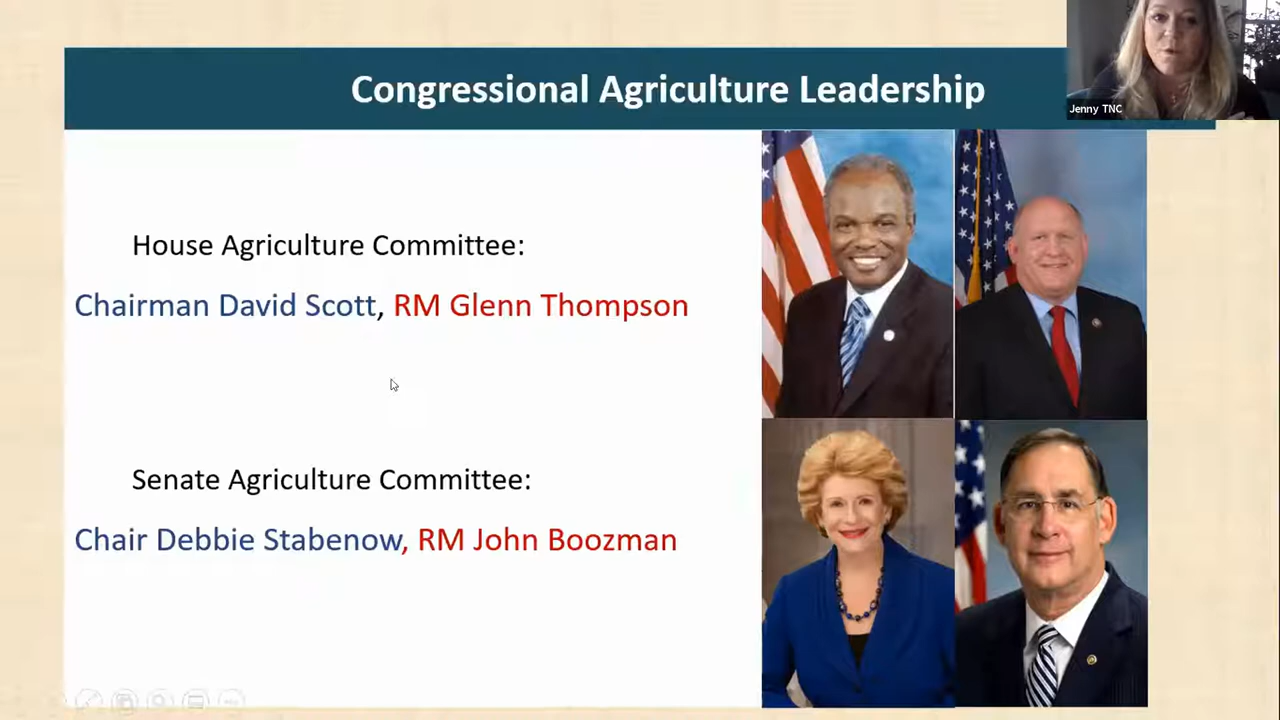 Congressional Agriculture Leadership
Jenny TNC
House Agriculture Committee:
Chairman David Scott, RM Glenn Thompson
Senate Agriculture Committee:
Chair Debbie Stabenow, RM John Boozman